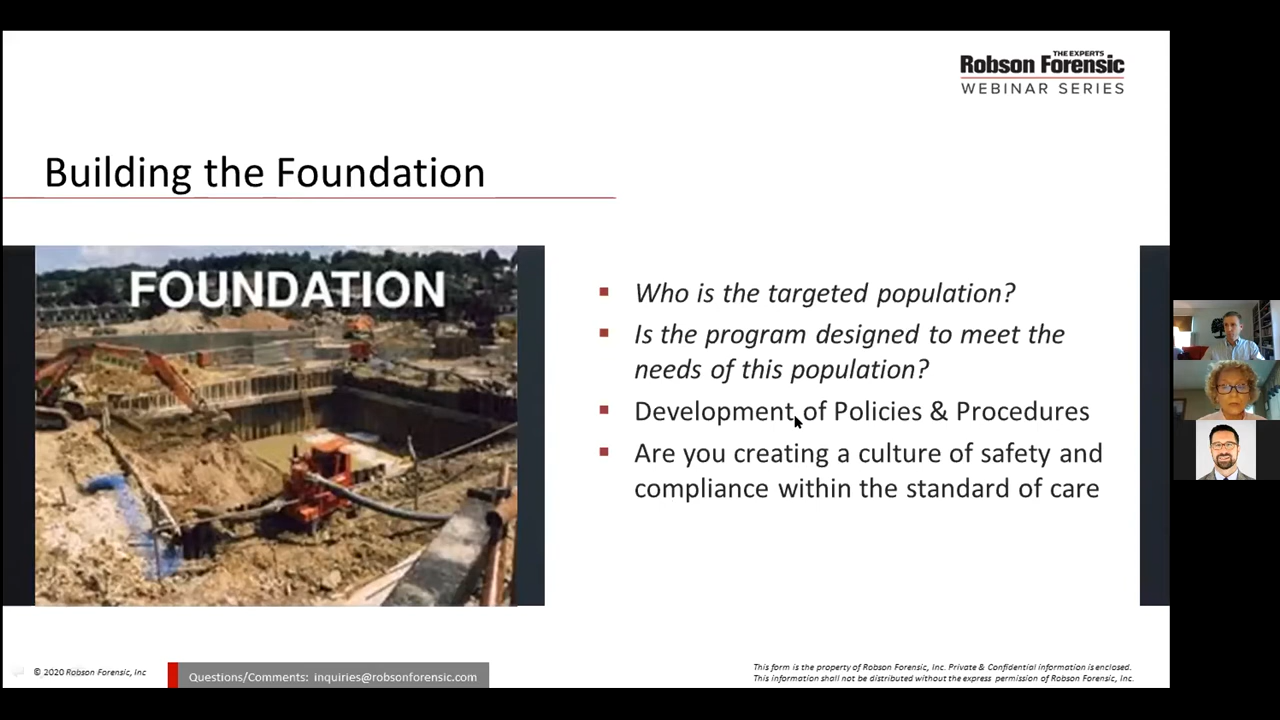 THE EXPERTS
Robson Forensic
WEBINAR SERIES
Building the Foundation
FOUNDATION
Who is the targeted population?
Is the program designed to meet the
needs of this population?
Development of Policies & Procedures
Are you creating a culture of safety and
compliance within the standard of care
© 2020 Robson Forensic, Inc
Questions/Comments: inquiries@robsonforensic.com
This form is the property of Robson Forensic, Inc. Private & Confidential information is enclosed.
This information shall not be distributed without the express permission of Robson Forensic, Inc.